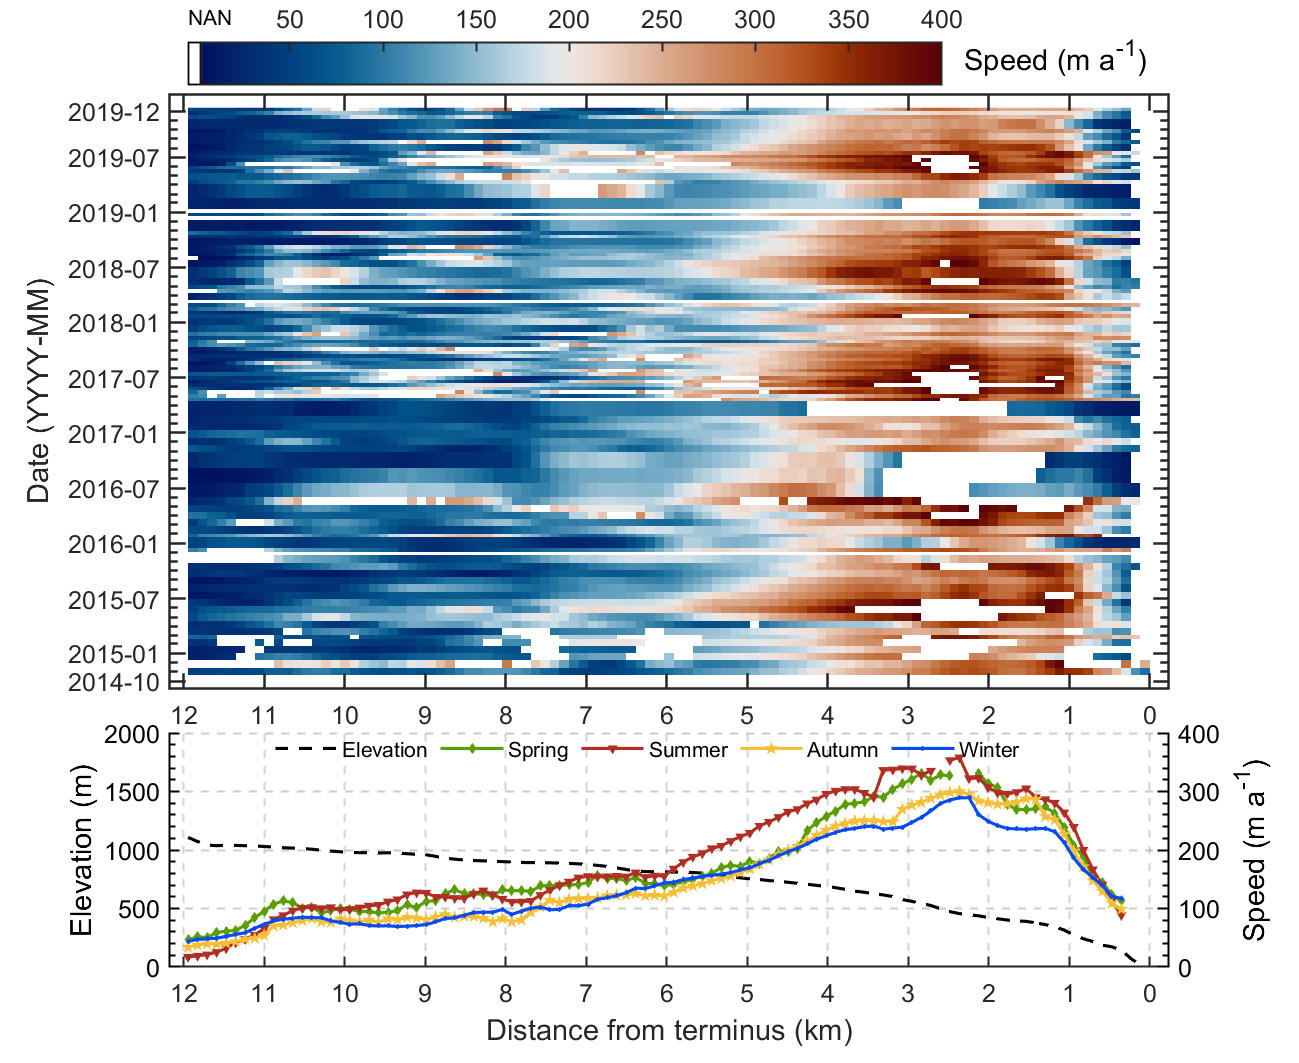 NAN 50 100 150 200 250 300 350 400
Speed (m a-1)
Date (YYYY-MM)
2019-12
2019-07
2019-01
2018-07
2018-01
2017-07
2017-01
2016-07
2016-01
2015-07
2015-01
2014-10
12 11 10 9 8 7 6 5 4 3 2 1 0
Elevation (m)
2000
1500
1000
500
0
Elevation Spring Summer Autumn Winter
400
300
200
100
0
Speed (m a-1)
12 11 10 9 8 7 6 5 4 3 2 1 0
Distance from terminus (km)